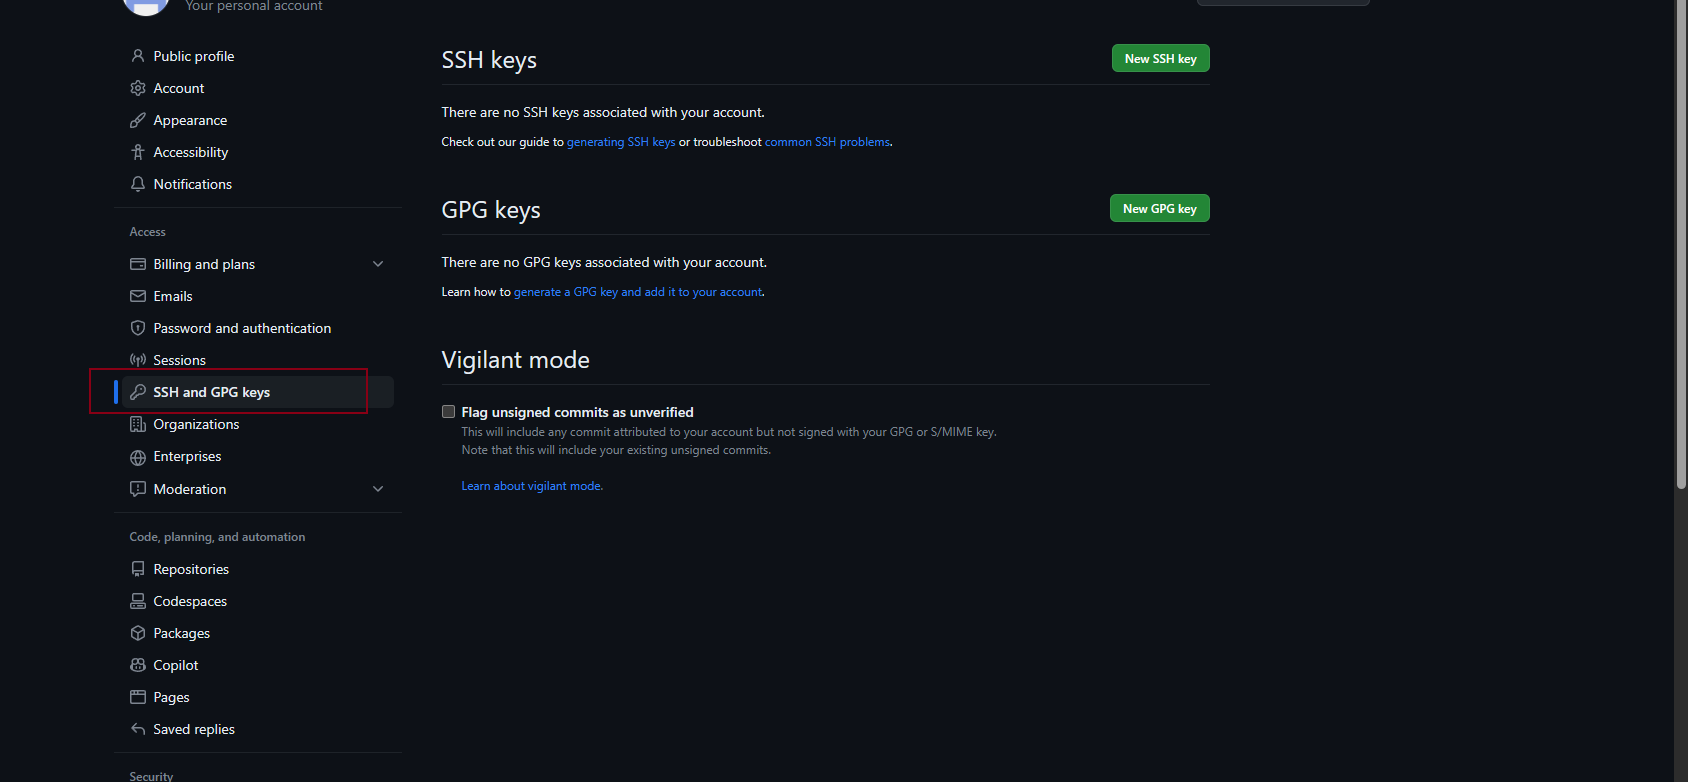 Your personal account
Public profile
Account
Appearance
Accessibility
Notifications
Access
Billing and plans
Emails
Password and authentication
Sessions
SSH and GPG keys
Organizations
Enterprises
Moderation
Code, planning, and automation
Repositories
Codespaces
Packages
Copilot
Pages
Saved replies
Security
SSH keys
New SSH key
There are no SSH keys associated with your account.
Check out our guide to generating SSH keys or troubleshoot common SSH problems.
GPG keys
New GPG key
There are no GPG keys associated with your account.
Learn how to generate a GPG key and add it to your account.
Vigilant mode
Flag unsigned commits as unverified
This will include any commit attributed to your account but not signed with your GPG or S/MIME key.
Note that this will include your existing unsigned commits.
Learn about vigilant mode.